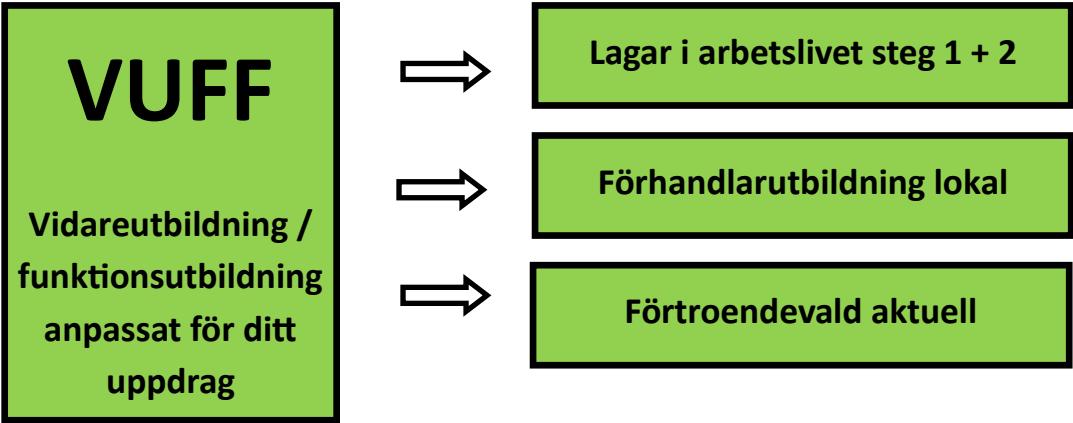 VUFF
Vidareutbildning /
funktionsutbildning
anpassat för ditt
uppdrag
Lagar i arbetslivet steg 1 + 2
Förhandlarutbildning lokal
Förtroendevald aktuell